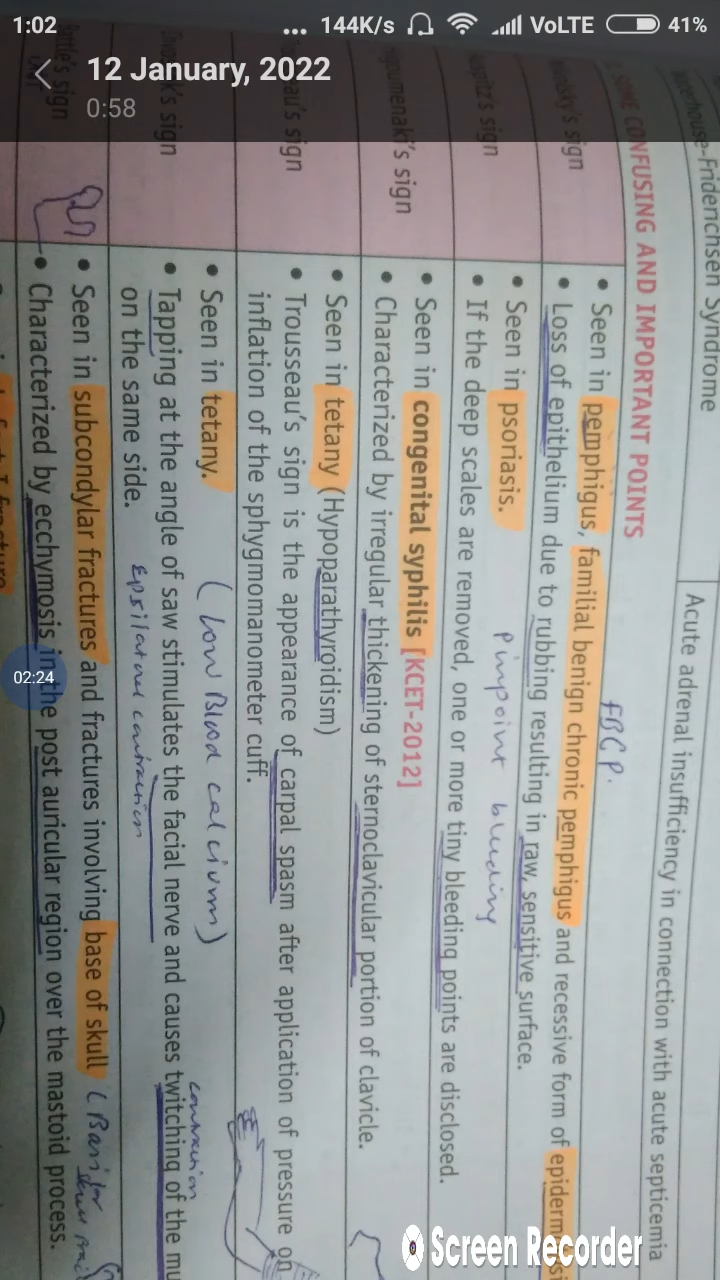 1:02
... 144K/s VoLTE 41%
12 January, 2022
0:58
Waterhouse-Friderichsen Syndrome
Acute adrenal insufficiency in connection with acute septicemia
SOME CONFUSING AND IMPORTANT POINTS
sign
• Seen in pemphigus, familial benign chronic pemphigus and recessive form of
FBCP.
• Loss of epithelium due to rubbing resulting in raw, sensitive surface.
sign
• Seen in psoriasis.
Pinpoint bleeding
• If the deep scales are removed, one or more tiny bleeding points are disclosed.
sign
• Seen in congenital syphilis [KCET-2012]
• Characterized by irregular thickening of sternoclavicular portion of clavicle.
sign
• Seen in tetany (Hypoparathyroidism)
• Trousseau's sign is the appearance of carpal spasm after application of pressure on
inflation of the sphygmomanometer cuff.
sign
• Seen in tetany.
(Low Blood calcium)
• Tapping at the angle of saw stimulates the facial nerve and causes twitching of the
contraction
on the same side.
Battle's sign
• Seen in subcondylar fractures and fractures involving base of skull
• Characterized by ecchymosis in the post auricular region over the mastoid process.
02:24
Screen Recorder